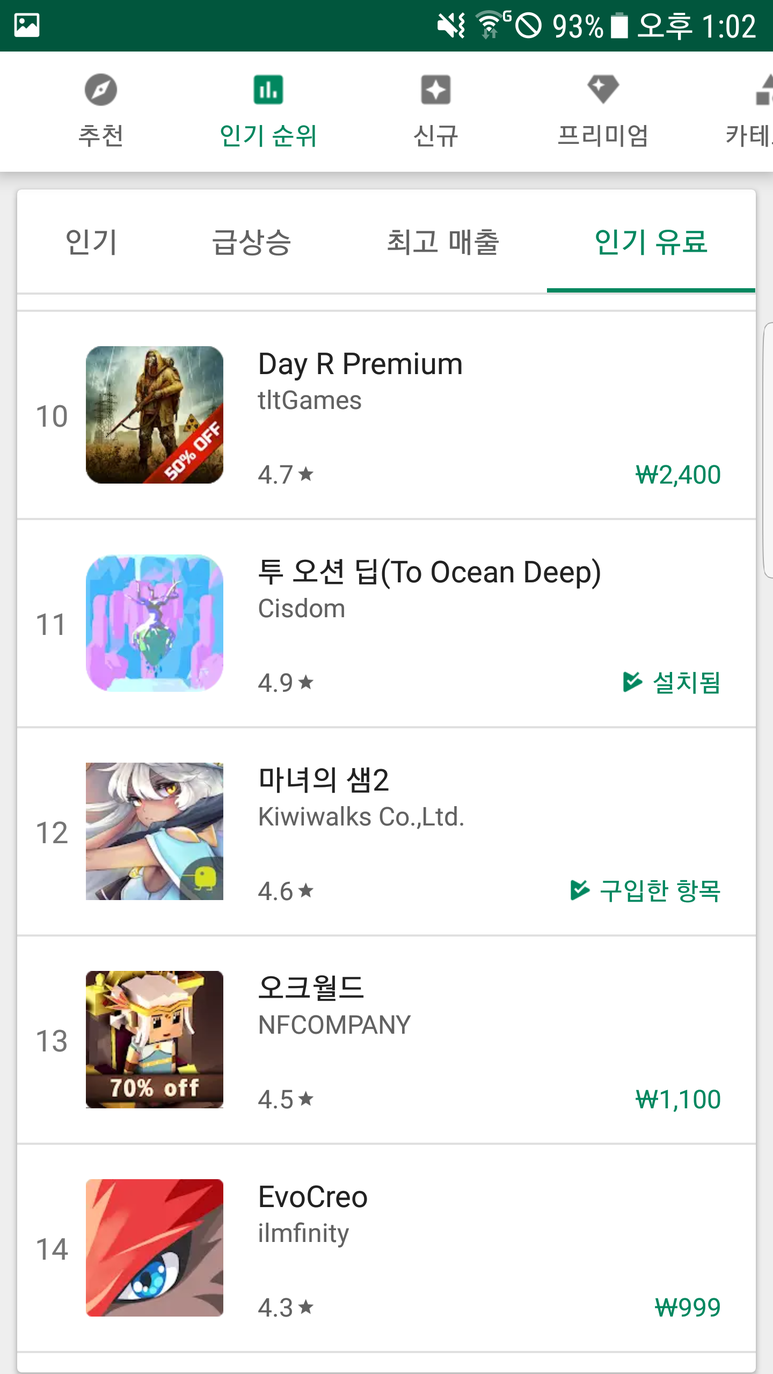 93% 오후 1:02
추천 인기 순위 신규 프리미엄 카테
인기 급상승 최고 매출 인기 유료
10
Day R Premium
tltGames
50% OFF
4.7★ ₩2,400
11
투 오션 딥(To Ocean Deep)
Cisdom
4.9★ 설치됨
12
마녀의 샘2
Kiwiwalks Co.,Ltd.
4.6★ 구입한 항목
13
오크월드
NFCOMPANY
70% off
4.5★ ₩1,100
14
EvoCreo
ilmfinity
4.3★ ₩999